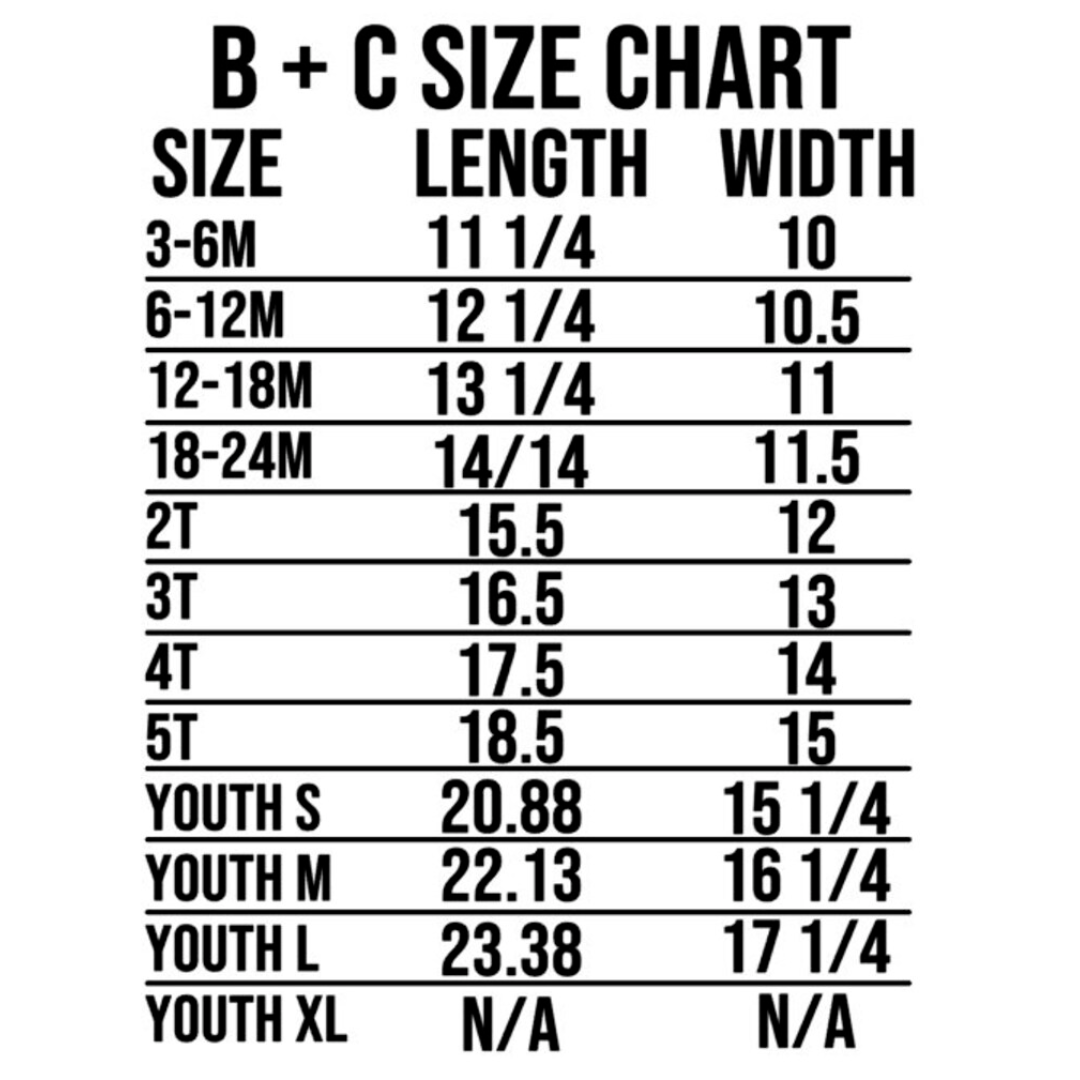 B + C SIZE CHART
SIZE LENGTH WIDTH
3-6M 11 1/4 10
6-12M 12 1/4 10.5
12-18M 13 1/4 11
18-24M 14/14 11.5
2T 15.5 12
3T 16.5 13
4T 17.5 14
5T 18.5 15
YOUTH S 20.88 15 1/4
YOUTH M 22.13 16 1/4
YOUTH L 23.38 17 1/4
YOUTH XL N/A N/A